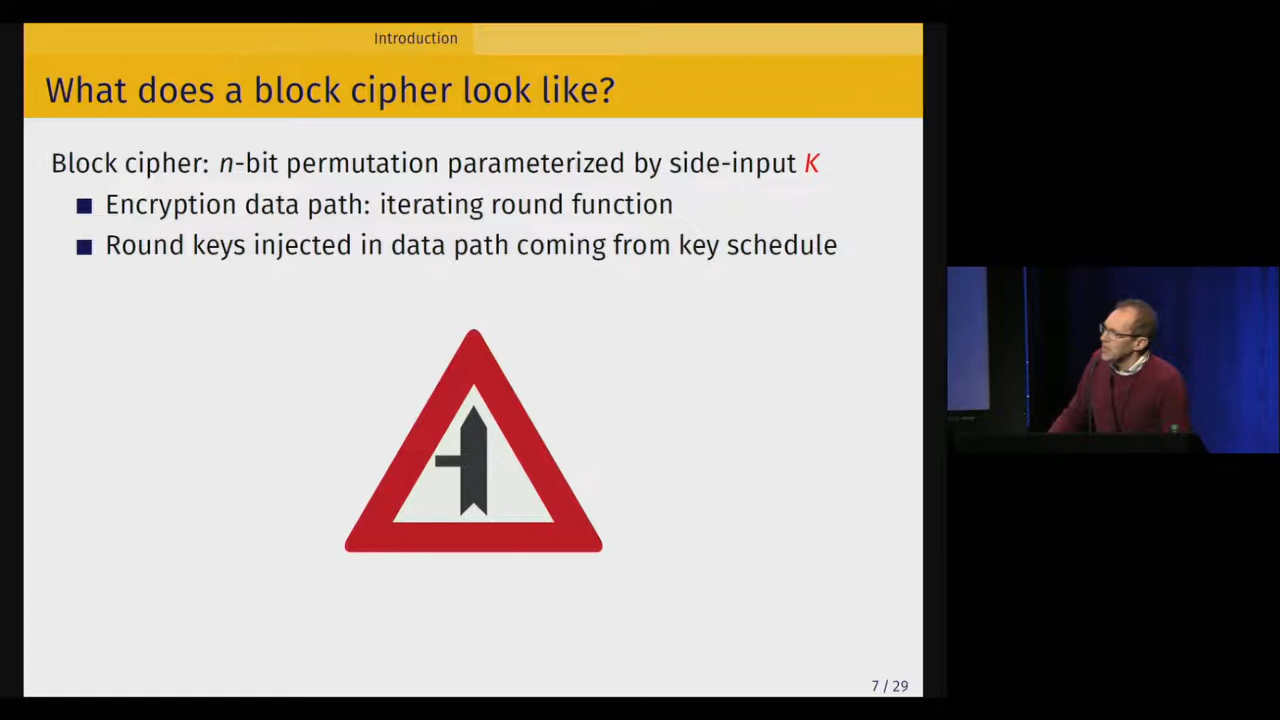 Introduction
What does a block cipher look like?
Block cipher: n-bit permutation parameterized by side-input K
Encryption data path: iterating round function
Round keys injected in data path coming from key schedule
7 / 29